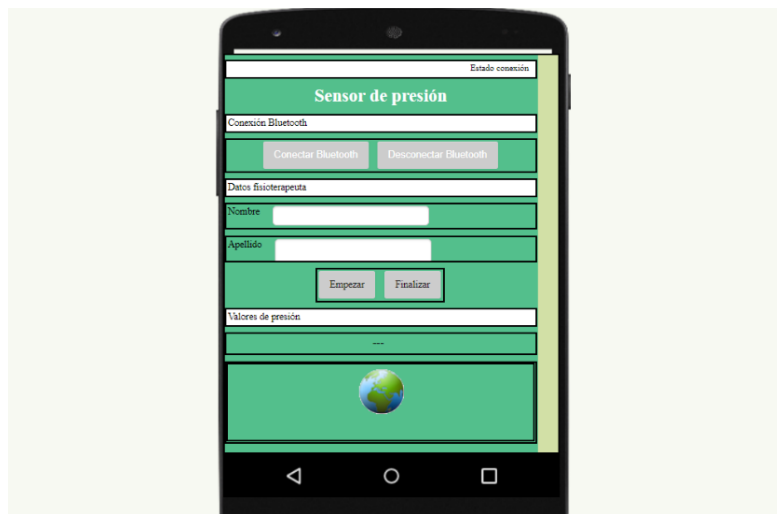 Estado conexión
Sensor de presión
Conexión Bluetooth
Conectar Bluetooth Desconectar Bluetooth
Datos fisioterapeuta
Nombre
Apellido
Empezar Finalizar
Valores de presión
---